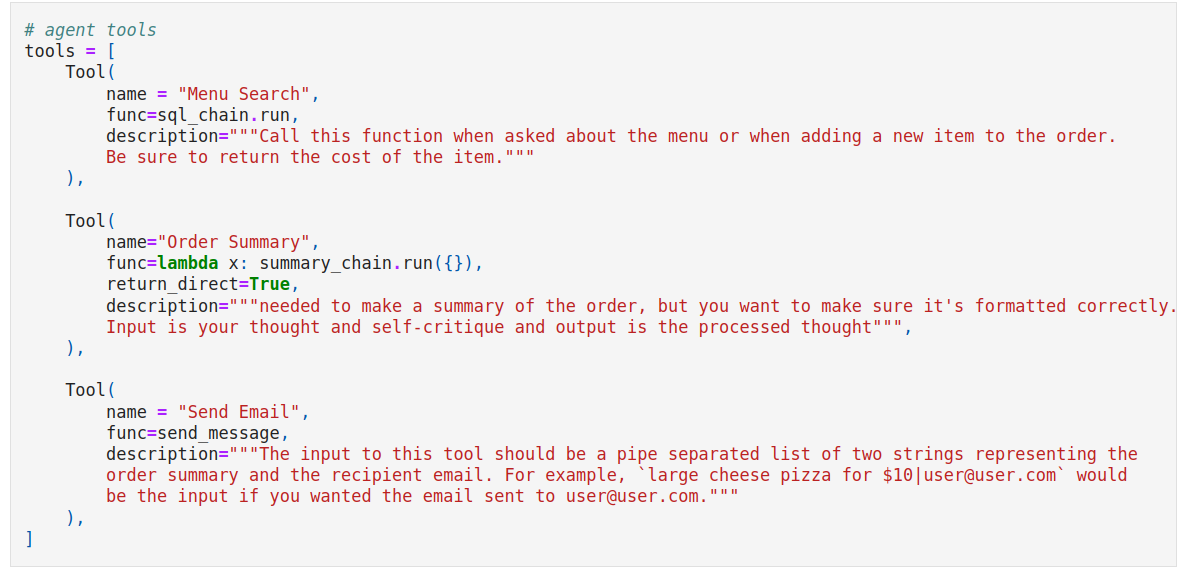 # agent tools
tools = [
    Tool(
        name = "Menu Search",
        func=sql_chain.run,
        description="""Call this function when asked about the menu or when adding a new item to the order.
        Be sure to return the cost of the item."""
    ),

    Tool(
        name="Order Summary",
        func=lambda x: summary_chain.run({}),
        return_direct=True,
        description="""needed to make a summary of the order, but you want to make sure it's formatted correctly.
        Input is your thought and self-critique and output is the processed thought""",
    ),

    Tool(
        name = "Send Email",
        func=send_message,
        description="""The input to this tool should be a pipe separated list of two strings representing the
        order summary and the recipient email. For example, `large cheese pizza for $10|user@user.com` would
        be the input if you wanted the email sent to user@user.com."""
    ),
]